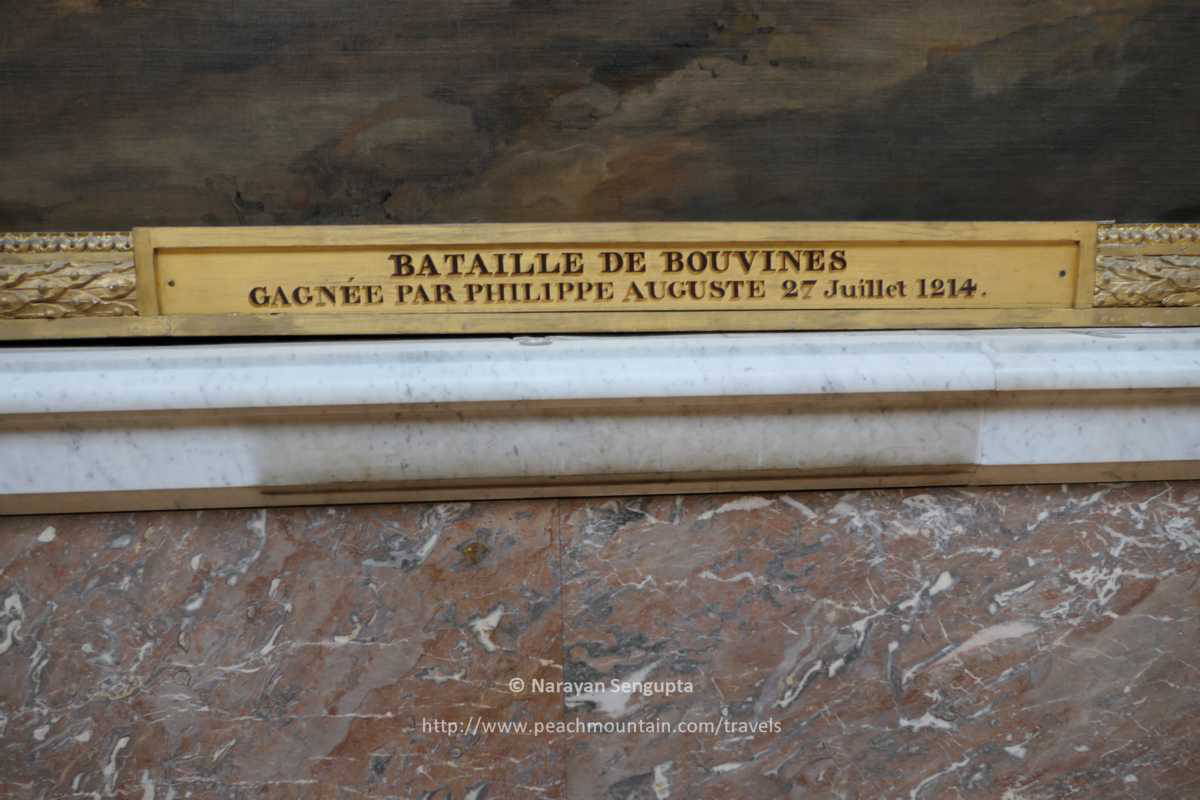 BATAILLE DE BOUVINES
GAGNÉE PAR PHILIPPE AUGUSTE 27 Juillet 1214.
© Narayan Sengupta
http://www.peachmountain.com/travels